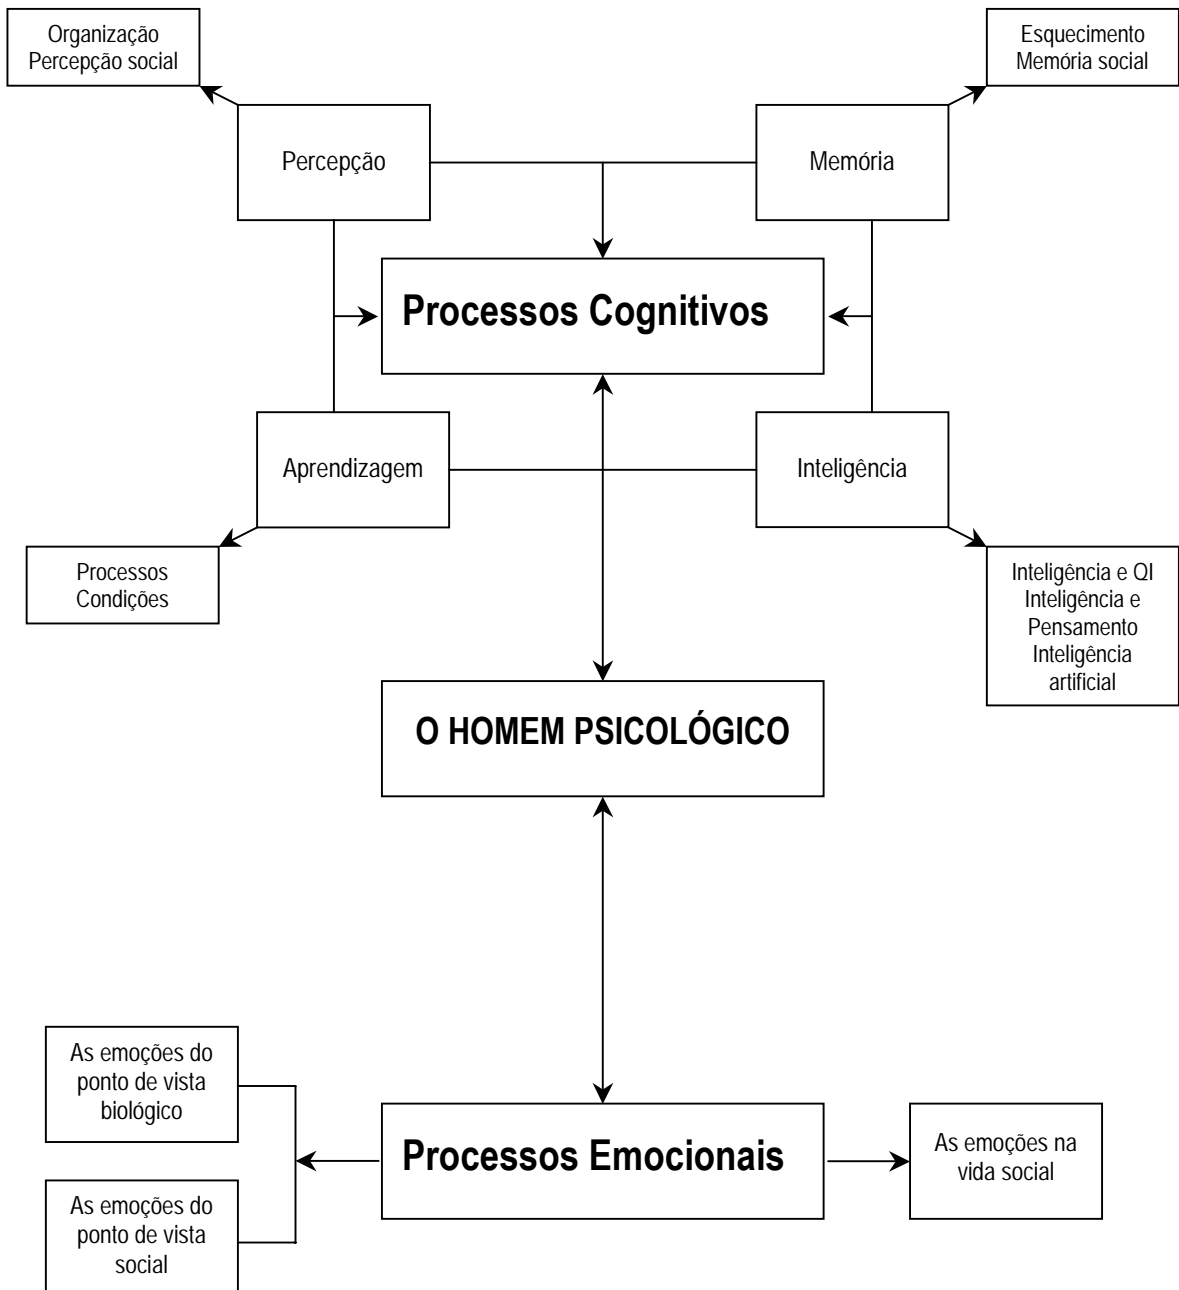 Organização
Percepção social
Esquecimento
Memória social
Percepção
Memória
Processos Cognitivos
Aprendizagem
Inteligência
Processos
Condições
Inteligência e QI
Inteligência e
Pensamento
Inteligência
artificial
O HOMEM PSICOLÓGICO
As emoções do
ponto de vista
biológico
Processos Emocionais
As emoções na
vida social
As emoções do
ponto de vista
social